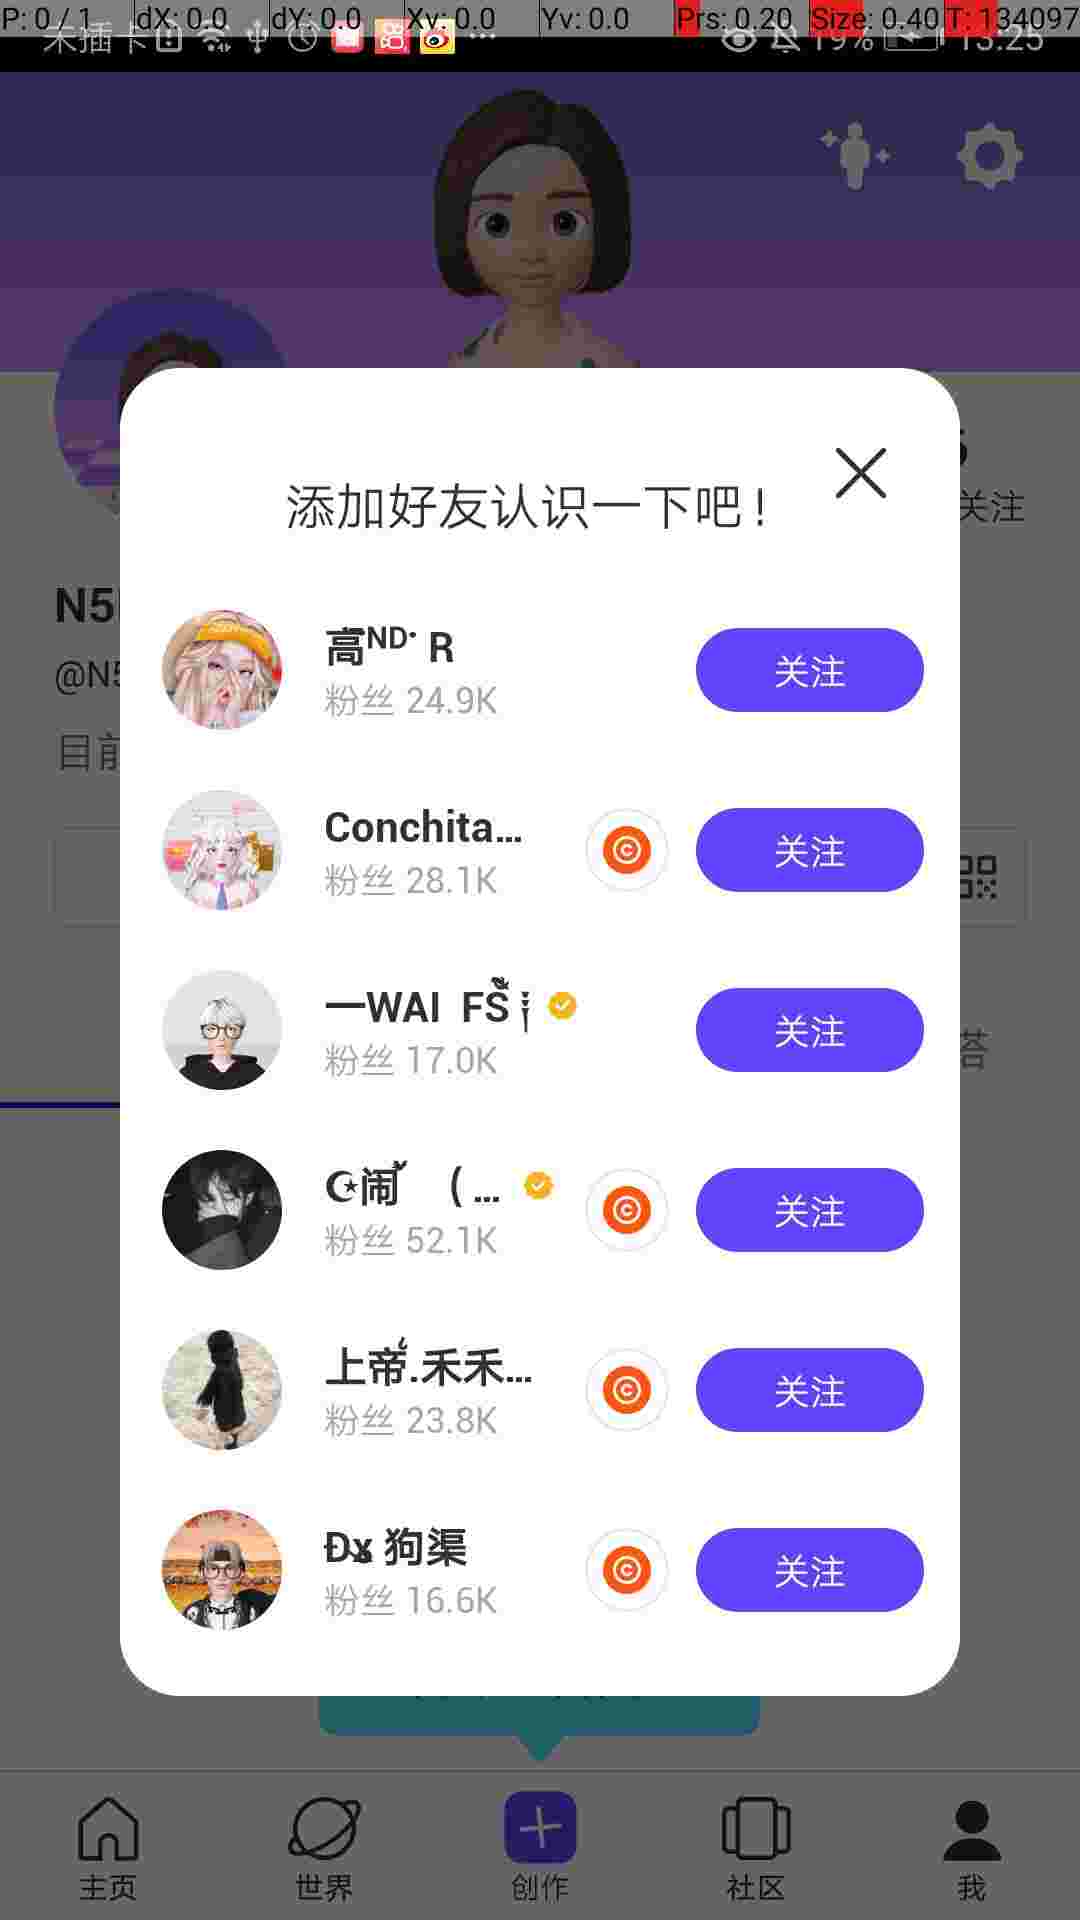 P: 0 / 1 dX: 0.0 dY: 0.0 Xv: 0.0 Yv: 0.0 Prs: 0.20 Size: 0.40 T: 134097
未插卡 19% 13:25
添加好友认识一下吧!
关注
N5
@N5
目前
高ᴺᴰ· R
粉丝 24.9K
关注
Conchita...
粉丝 28.1K
关注
一WAI FS
粉丝 17.0K
关注
塔
☪闹 ( ...
粉丝 52.1K
关注
上帝.禾禾...
粉丝 23.8K
关注
狗渠
粉丝 16.6K
关注
主页 世界 创作 社区 我